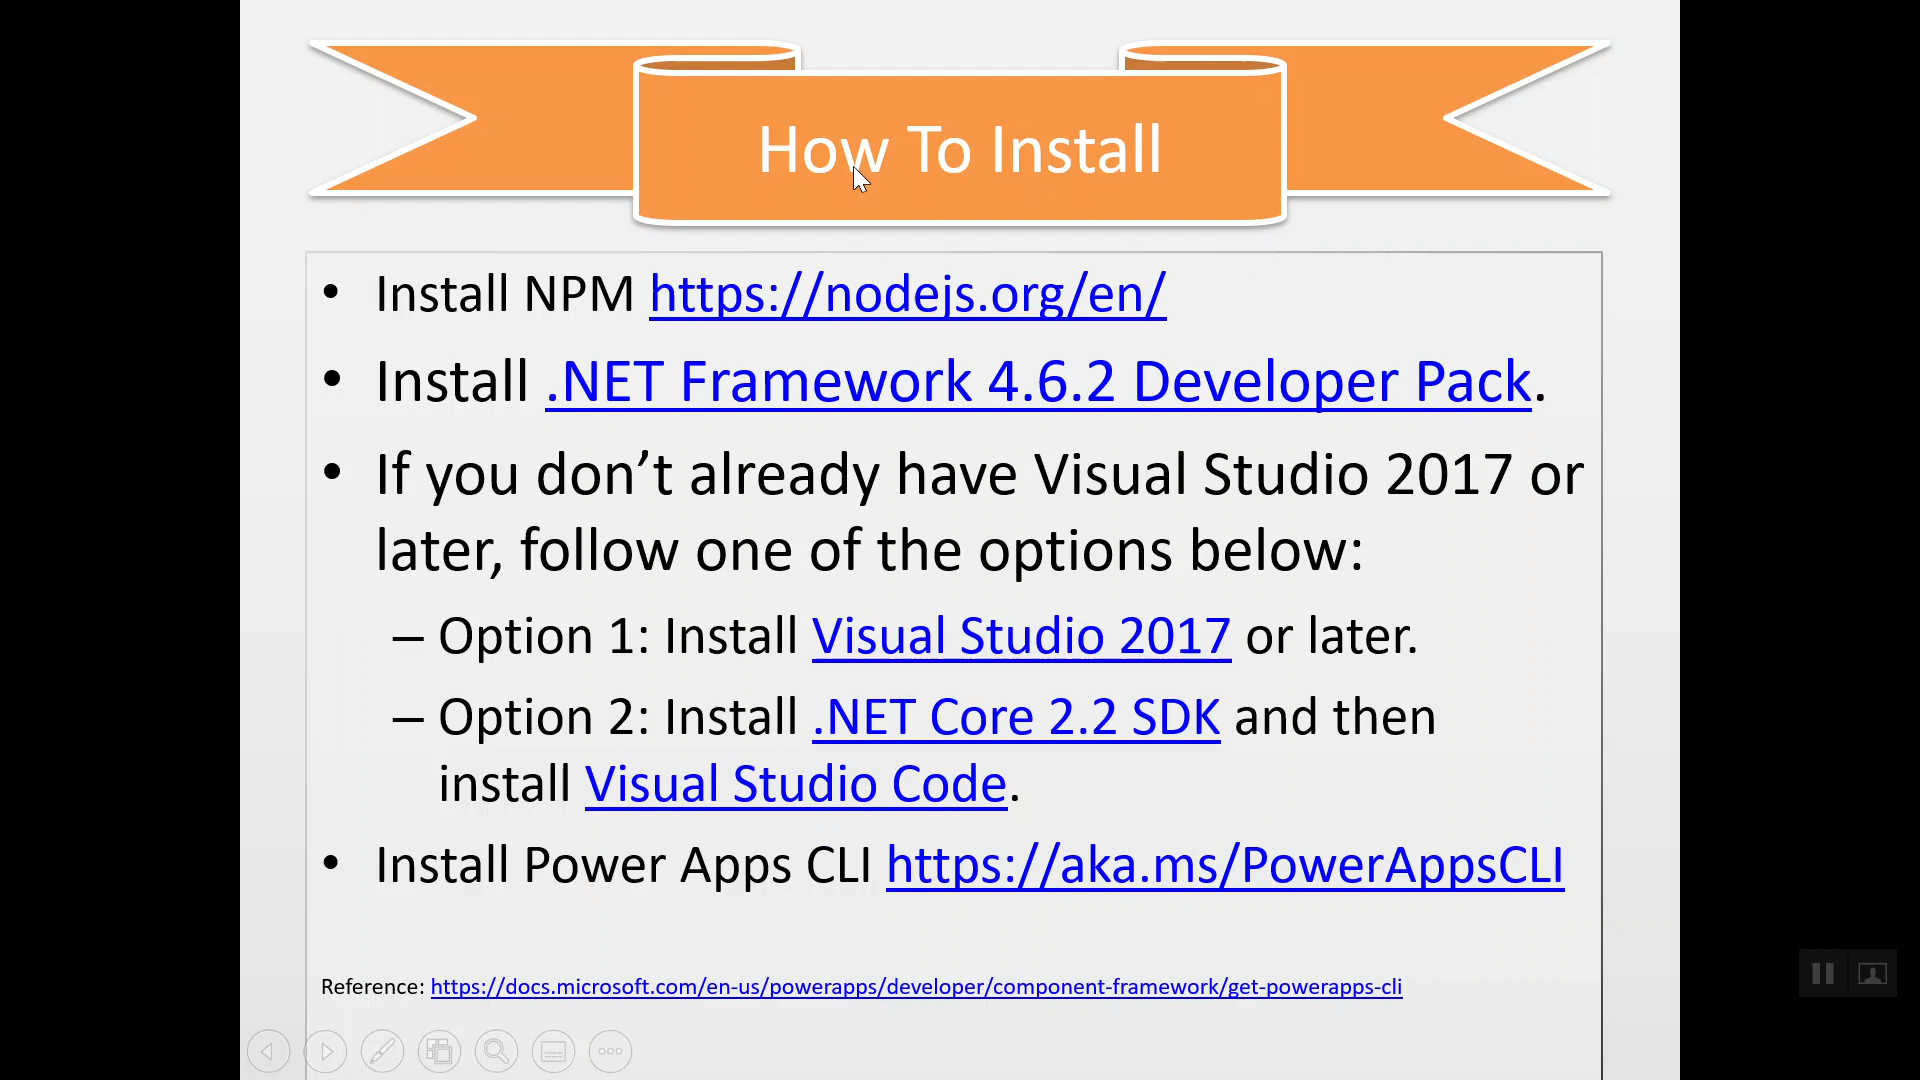 How To Install
• Install NPM https://nodejs.org/en/
• Install .NET Framework 4.6.2 Developer Pack.
• If you don’t already have Visual Studio 2017 or
later, follow one of the options below:
– Option 1: Install Visual Studio 2017 or later.
– Option 2: Install .NET Core 2.2 SDK and then
install Visual Studio Code.
• Install Power Apps CLI https://aka.ms/PowerAppsCLI
Reference: https://docs.microsoft.com/en-us/powerapps/developer/component-framework/get-powerapps-cli